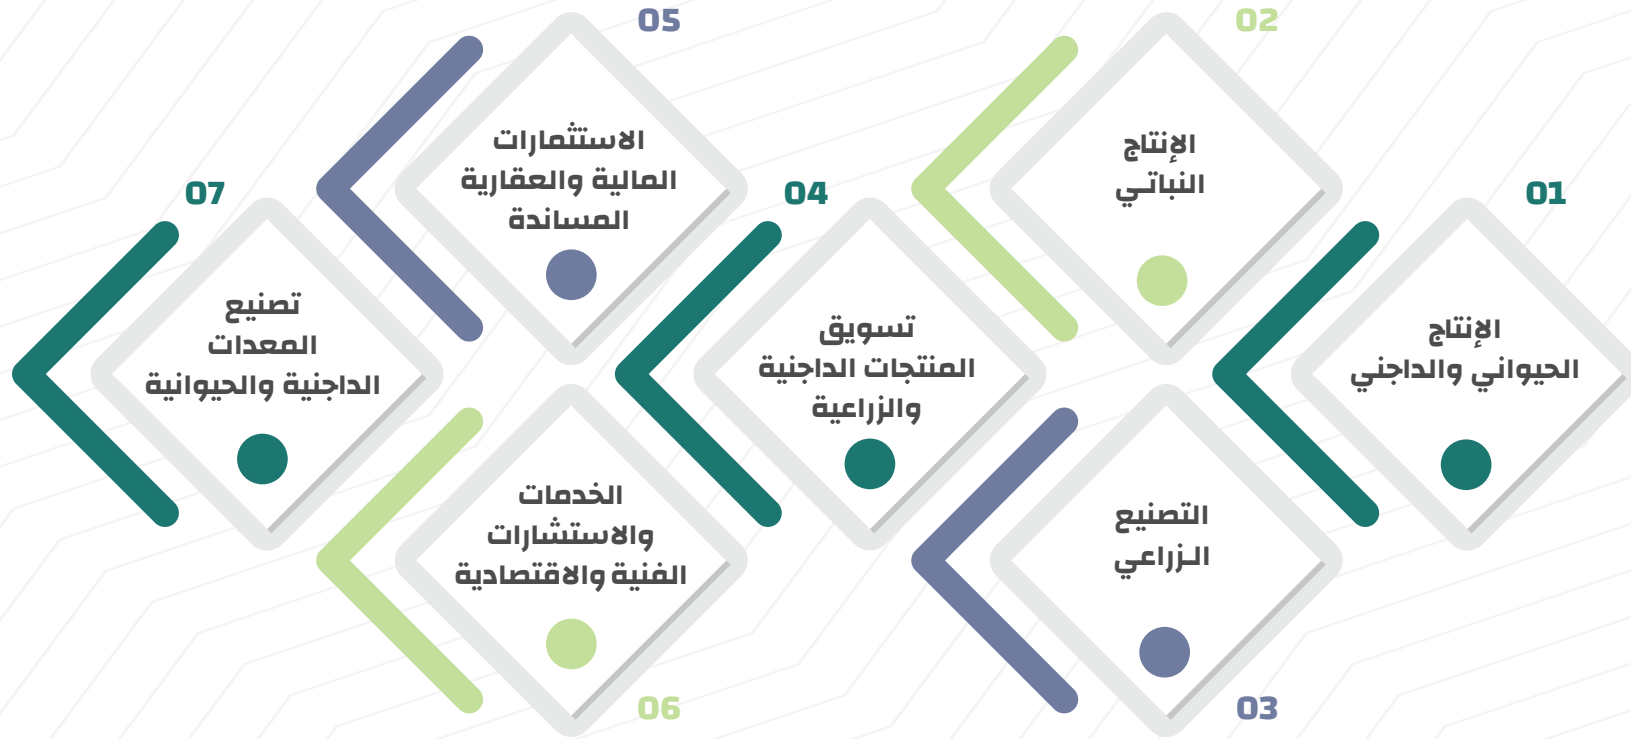 01
الإنتاج
الحيواني والداجني
02
الإنتاج
النباتي
03
التصنيع
الزراعي
04
تسويق
المنتجات الداجنية
والزراعية
05
الاستثمارات
المالية والعقارية
المساندة
06
الخدمات
والاستشارات
الفنية والاقتصادية
07
تصنيع
المعدات
الداجنية والحيوانية